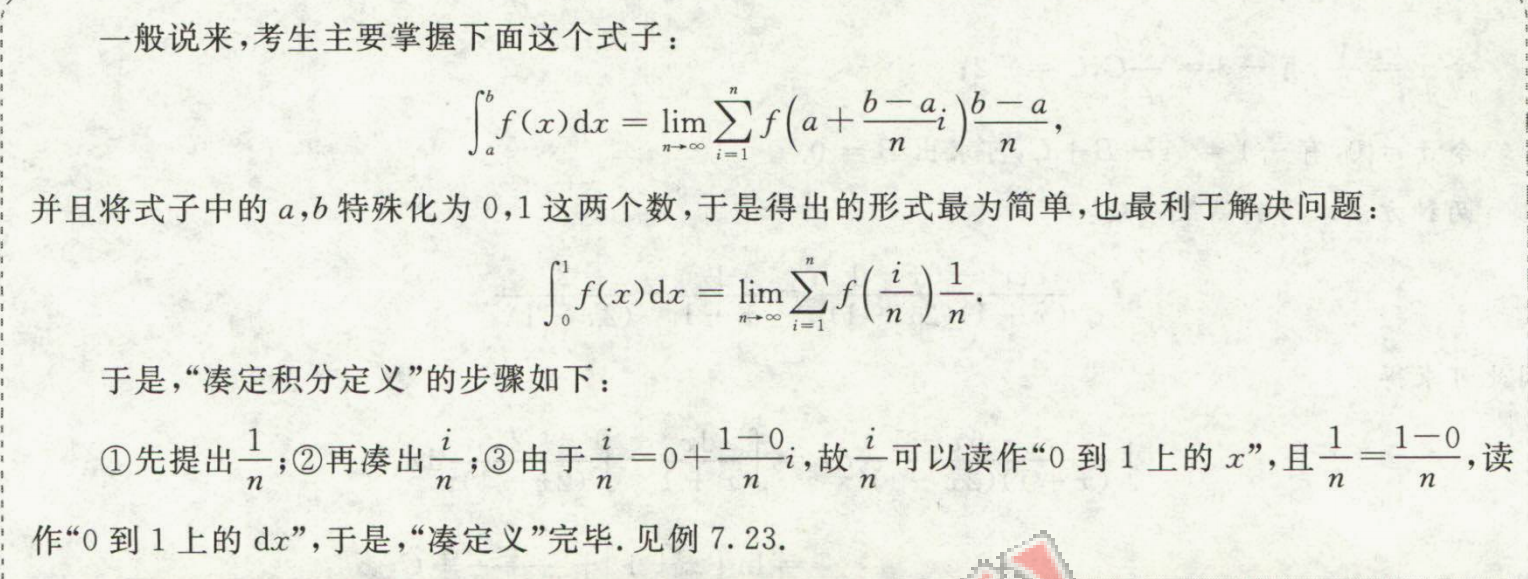 一般说来,考生主要掌握下面这个式子:
$\int_a^b f(x)\mathrm{d}x = \lim_{n\to\infty}\sum_{i=1}^{n} f\left(a+\frac{b-a}{n}i\right)\frac{b-a}{n},$
并且将式子中的 a,b 特殊化为 0,1 这两个数,于是得出的形式最为简单,也最利于解决问题:
$\int_0^1 f(x)\mathrm{d}x = \lim_{n\to\infty}\sum_{i=1}^{n} f\left(\frac{i}{n}\right)\frac{1}{n}.$
于是,“凑定积分定义”的步骤如下:
①先提出$\frac{1}{n}$;②再凑出$\frac{i}{n}$;③由于$\frac{i}{n}=0+\frac{1-0}{n}i$,故$\frac{i}{n}$可以读作“0 到 1 上的 x”,且$\frac{1}{n}=\frac{1-0}{n}$,读
作“0 到 1 上的 dx”,于是,“凑定义”完毕. 见例 7.23.